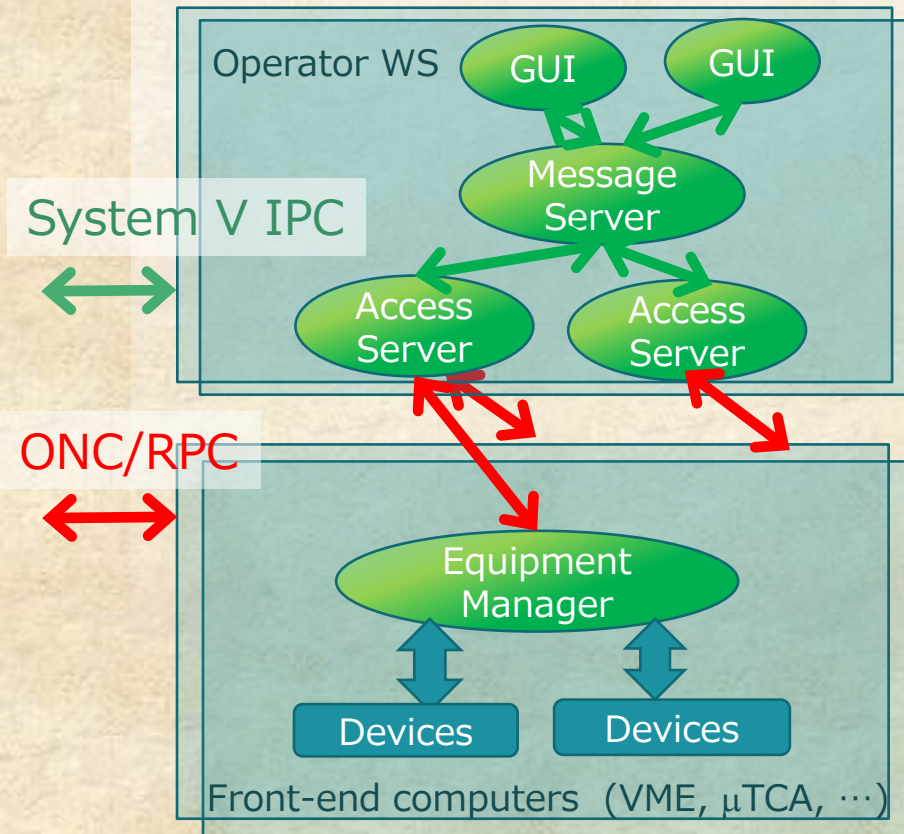 Operator WS
GUI
GUI
Message
Server
System V IPC
Access
Server
Access
Server
ONC/RPC
Equipment
Manager
Devices
Devices
Front-end computers (VME, μTCA, ⋯)